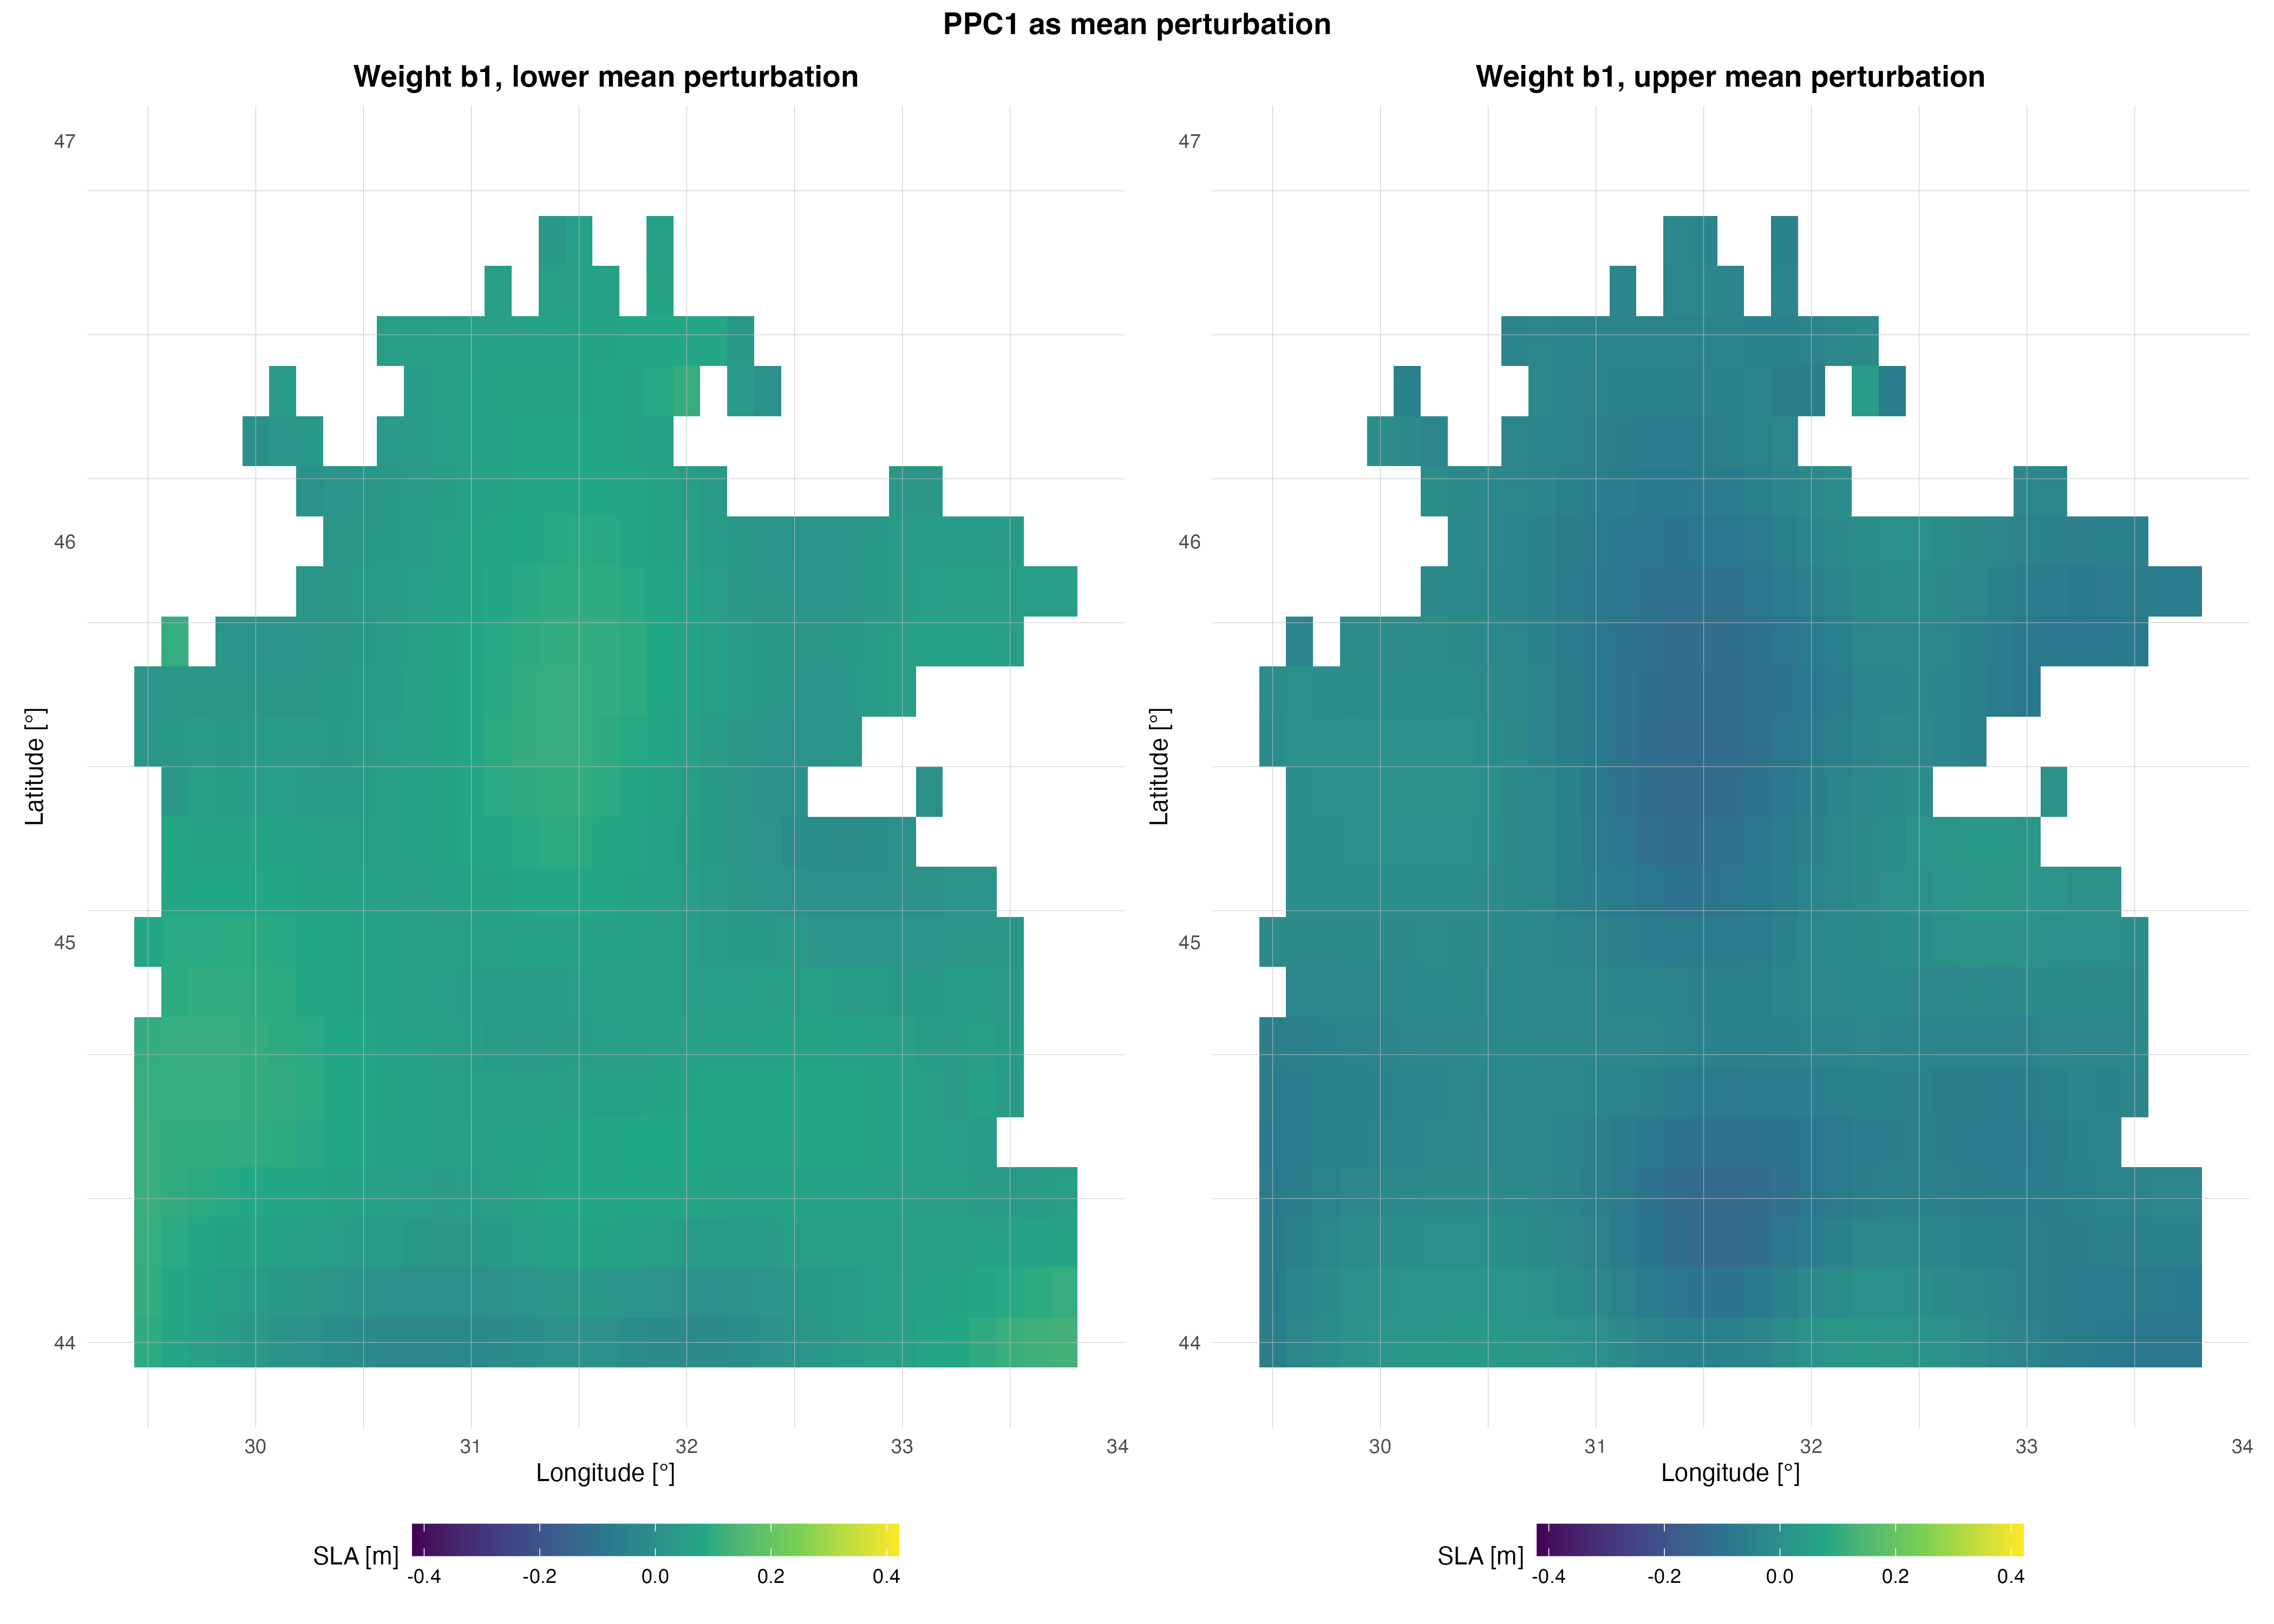 PPC1 as mean perturbation
Weight b1, lower mean perturbation
47
46
45
44
Latitude [°]
30 31 32 33 34
Longitude [°]
SLA [m]
-0.4 -0.2 0.0 0.2 0.4
Weight b1, upper mean perturbation
47
46
45
44
Latitude [°]
30 31 32 33 34
Longitude [°]
SLA [m]
-0.4 -0.2 0.0 0.2 0.4